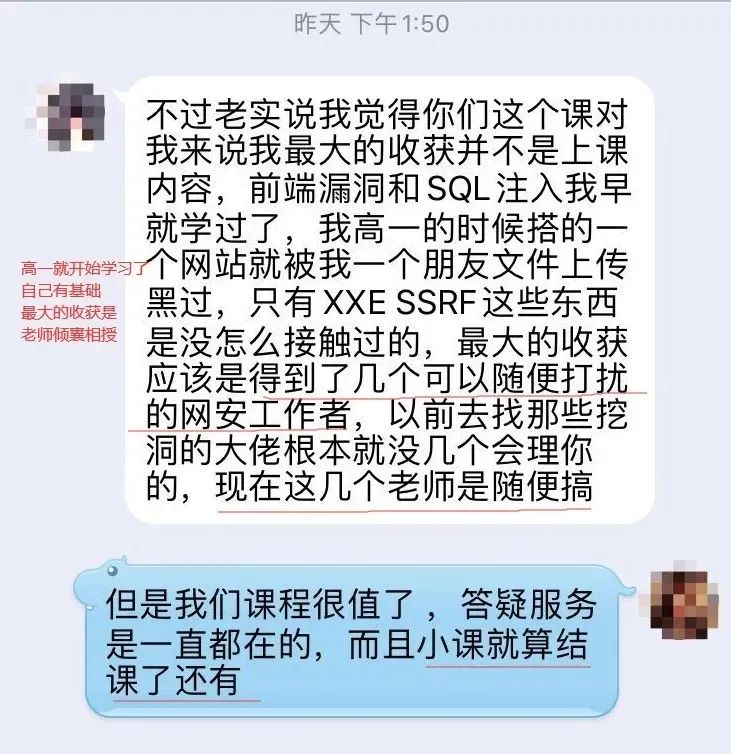 昨天 下午1:50
不过老实说我觉得你们这个课对
我来说我最大的收获并不是上课
内容，前端漏洞和SQL注入我早
就学过了，我高一的时候搭的一
个网站就被我一个朋友文件上传
黑过，只有XXE SSRF这些东西
是没怎么接触过的，最大的收获
应该是得到了几个可以随便打扰
的网安工作者，以前去找那些挖
洞的大佬根本就没几个会理你
的，现在这几个老师是随便搞
高一就开始学习了
自己有基础
最大的收获是
老师倾囊相授
但是我们课程很值了，答疑服务
是一直都在的，而且小课就算结
课了还有